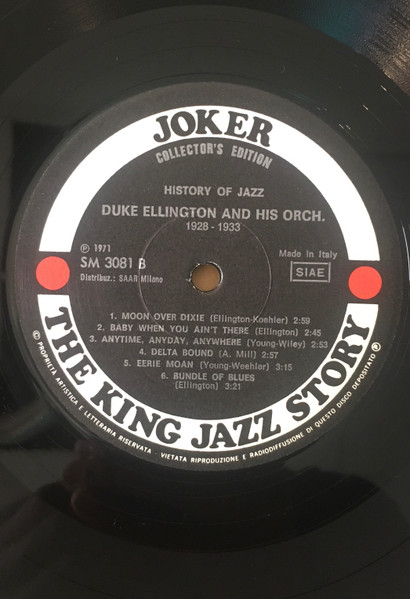 JOKER
COLLECTOR'S EDITION
HISTORY OF JAZZ
DUKE ELLINGTON AND HIS ORCH.
1928 - 1933
Ⓟ 1971
SM 3081 B
Distribuz.: SAAR Milano
Made in Italy
SIAE
1. MOON OVER DIXIE (Ellington-Koehler) 2:59
2. BABY WHEN YOU AIN'T THERE (Ellington) 2:45
3. ANYTIME, ANYDAY, ANYWHERE (Young-Wiley) 2:53
4. DELTA BOUND (A. Mill) 2:57
5. EERIE MOAN (Young-Weehler) 3:15
6. BUNDLE OF BLUES
(Ellington) 3:21
THE KING JAZZ STORY
© PROPRIETA ARTISTICA E LETTERARIA RISERVATA - VIETATA RIPRODUZIONE E RADIODIFFUSIONE DI QUESTO DISCO DEPOSITATO Ⓟ